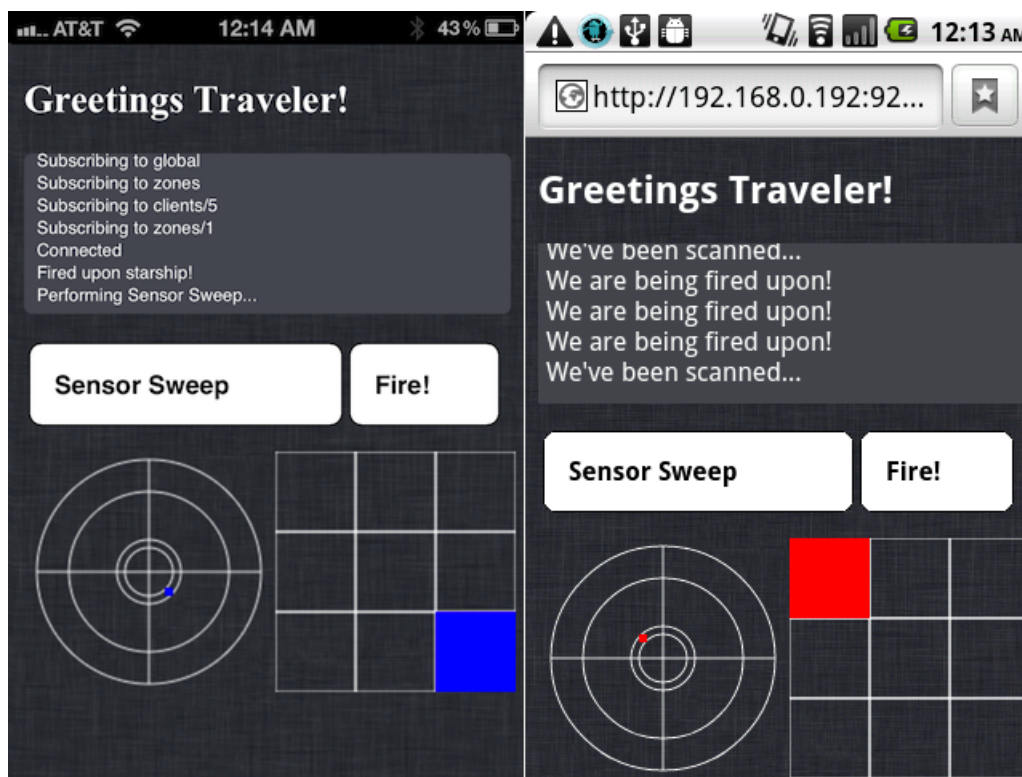 AT&T 12:14 AM 43%
Greetings Traveler!
Subscribing to global
Subscribing to zones
Subscribing to clients/5
Subscribing to zones/1
Connected
Fired upon starship!
Performing Sensor Sweep...
Sensor Sweep Fire!
12:13 AM
http://192.168.0.192:92...
Greetings Traveler!
We've been scanned...
We are being fired upon!
We are being fired upon!
We are being fired upon!
We've been scanned...
Sensor Sweep Fire!